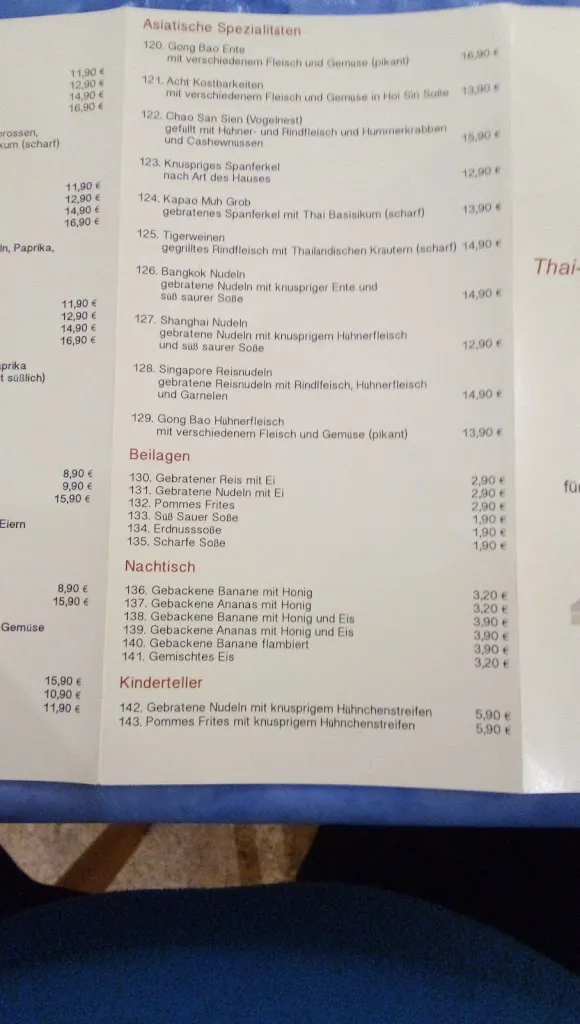 11,90 €
12,90 €
14,90 €
16,90 €
prossen,
kum (scharf)
11,90 €
12,90 €
14,90 €
16,90 €
ln, Paprika,
11,90 €
12,90 €
14,90 €
16,90 €
aprika
t süßlich)
8,90 €
9,90 €
15,90 €
Eiern
8,90 €
15,90 €
Gemüse
15,90 €
10,90 €
11,90 €
Asiatische Spezialitäten
120. Gong Bao Ente
mit verschiedenem Fleisch und Gemüse (pikant) 16,90 €
121. Acht Kostbarkeiten
mit verschiedenem Fleisch und Gemüse in Hoi Sin Soße 13,90 €
122. Chao San Sien (Vogelnest)
gefüllt mit Hühner- und Rindfleisch und Hummerkrabben
und Cashewnüssen 15,90 €
123. Knuspriges Spanferkel
nach Art des Hauses 12,90 €
124. Kapao Muh Grob
gebratenes Spanferkel mit Thai Basisikum (scharf) 13,90 €
125. Tigerweinen
gegrilltes Rindfleisch mit Thailändischen Kräutern (scharf) 14,90 €
126. Bangkok Nudeln
gebratene Nudeln mit knuspriger Ente und
süß saurer Soße 14,90 €
127. Shanghai Nudeln
gebratene Nudeln mit knusprigem Hühnerfleisch
und süß saurer Soße 12,90 €
128. Singapore Reisnudeln
gebratene Reisnudeln mit Rindlfeisch, Hühnerfleisch
und Garnelen 14,90 €
129. Gong Bao Hühnerfleisch
mit verschiedenem Fleisch und Gemüse (pikant) 13,90 €
Beilagen
130. Gebratener Reis mit Ei 2,90 €
131. Gebratene Nudeln mit Ei 2,90 €
132. Pommes Frites 2,90 €
133. Süß Sauer Soße 1,90 €
134. Erdnusssoße 1,90 €
135. Scharfe Soße 1,90 €
Nachtisch
136. Gebackene Banane mit Honig 3,20 €
137. Gebackene Ananas mit Honig 3,20 €
138. Gebackene Banane mit Honig und Eis 3,90 €
139. Gebackene Ananas mit Honig und Eis 3,90 €
140. Gebackene Banane flambiert 3,90 €
141. Gemischtes Eis 3,20 €
Kinderteller
142. Gebratene Nudeln mit knusprigem Hühnchenstreifen 5,90 €
143. Pommes Frites mit knusprigem Hühnchenstreifen 5,90 €
Thai-
für